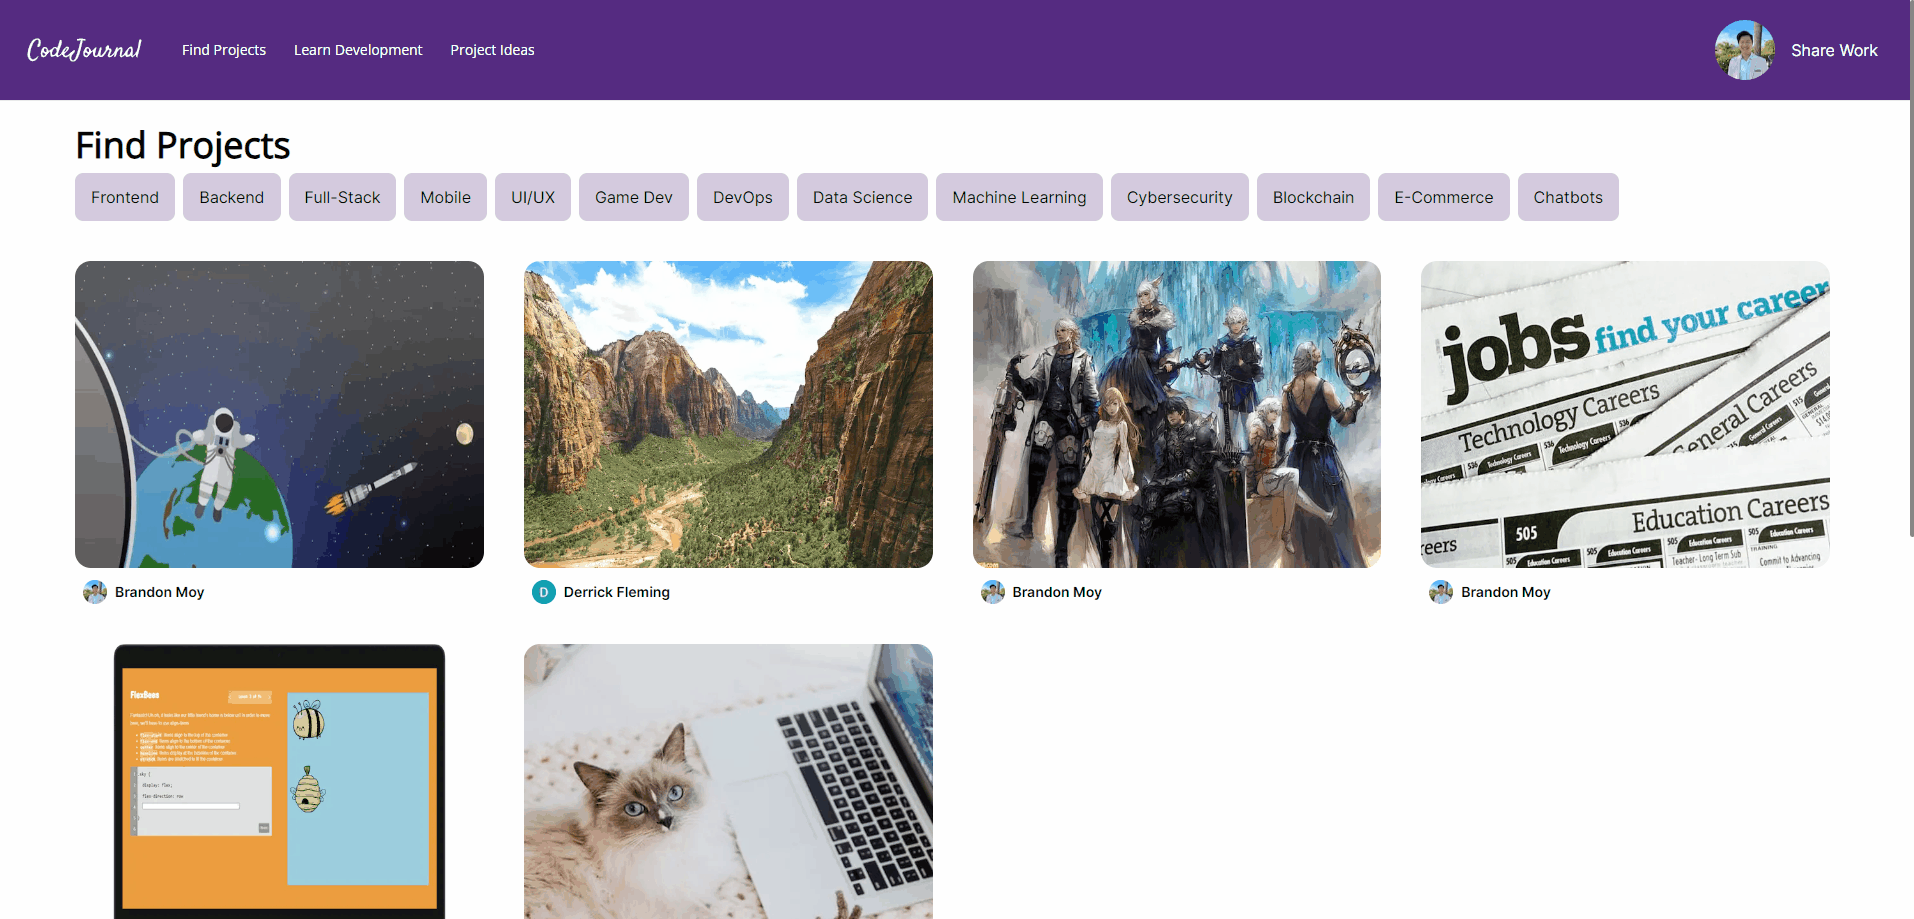 CodeJournal
Find Projects
Learn Development
Project Ideas
Share Work
Find Projects
Frontend
Backend
Full-Stack
Mobile
UI/UX
Game Dev
DevOps
Data Science
Machine Learning
Cybersecurity
Blockchain
E-Commerce
Chatbots
jobs find your career
Technology Careers
General Careers
Education Careers
505
Brandon Moy
D Derrick Fleming
Brandon Moy
Brandon Moy
FlexBees
display: flex;